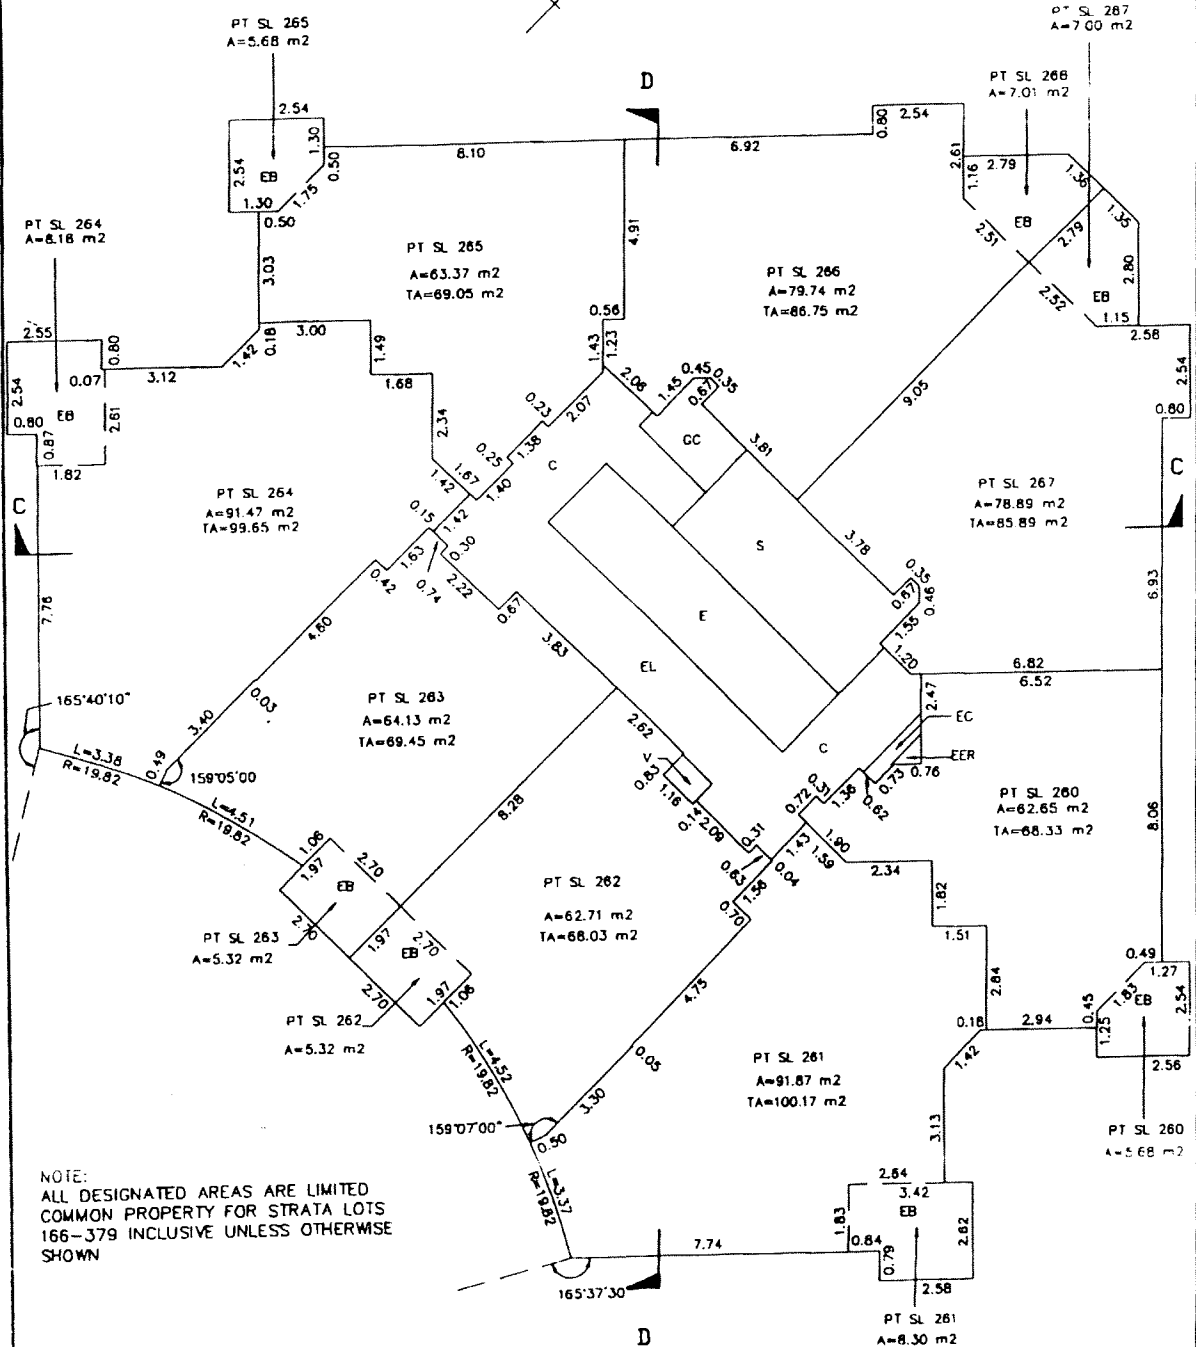 PT SL 265
A=5.68 m2
PT SL 267
A=7.00 m2
D
PT SL 266
A=7.01 m2
2.54
2.54
1.30
0.80
8.10
6.92
2.54
EB
0.50
2.61
2.79
1.36
1.16
1.75
1.30
0.50
1.35
PT SL 264
A=8.18 m2
4.91
EB
2.51
2.79
PT SL 265
A=63.37 m2
TA=69.05 m2
3.03
PT SL 266
A=79.74 m2
TA=86.75 m2
2.80
EB
2.52
1.15
2.58
0.56
3.00
0.18
2.55
0.80
1.42
1.49
1.43
1.23
3.12
0.07
2.54
2.54
1.68
2.06
0.45
0.35
1.45
0.67
9.05
0.80
EB
2.61
0.80
0.87
0.23
2.07
2.34
GC
1.38
3.81
0.25
1.82
1.67
C
C
C
1.42
1.40
PT SL 264
A=91.47 m2
TA=99.65 m2
PT SL 267
A=78.89 m2
TA=85.89 m2
0.15
1.42
S
3.78
1.63
0.30
0.42
0.74
2.22
0.35
0.67
0.46
6.93
0.67
7.76
4.60
E
1.55
3.83
1.20
EL
6.82
6.52
2.47
PT SL 263
A=64.13 m2
TA=69.45 m2
165°40'10"
0.03
3.40
2.62
EC
C
V
EER
L=3.38
R=19.82
0.49
159°05'00
0.83
1.16
0.76
0.73
0.62
1.36
0.31
0.72
PT SL 260
A=62.65 m2
TA=68.33 m2
L=4.51
R=19.82
8.28
0.14
2.09
8.06
1.43
1.90
1.59
0.31
0.63
0.04
2.34
1.06
1.97
2.70
EB
PT SL 262
A=62.71 m2
TA=68.03 m2
1.56
0.70
1.82
1.51
PT SL 263
A=5.32 m2
2.70
1.97
2.70
EB
0.49
1.27
2.84
4.75
2.70
1.97
1.06
0.45
1.83
EB
2.54
PT SL 262
A=5.32 m2
0.18
2.94
1.25
1.42
2.56
L=4.52
R=19.82
0.05
PT SL 261
A=91.87 m2
TA=100.17 m2
3.30
159°07'00"
0.50
3.13
PT SL 260
A=5.68 m2
L=3.37
R=19.82
2.64
3.42
EB
1.83
2.62
NOTE:
ALL DESIGNATED AREAS ARE LIMITED
COMMON PROPERTY FOR STRATA LOTS
166-379 INCLUSIVE UNLESS OTHERWISE
SHOWN
7.74
0.84
0.79
2.58
165°37'30"
PT SL 261
A=8.30 m2
D